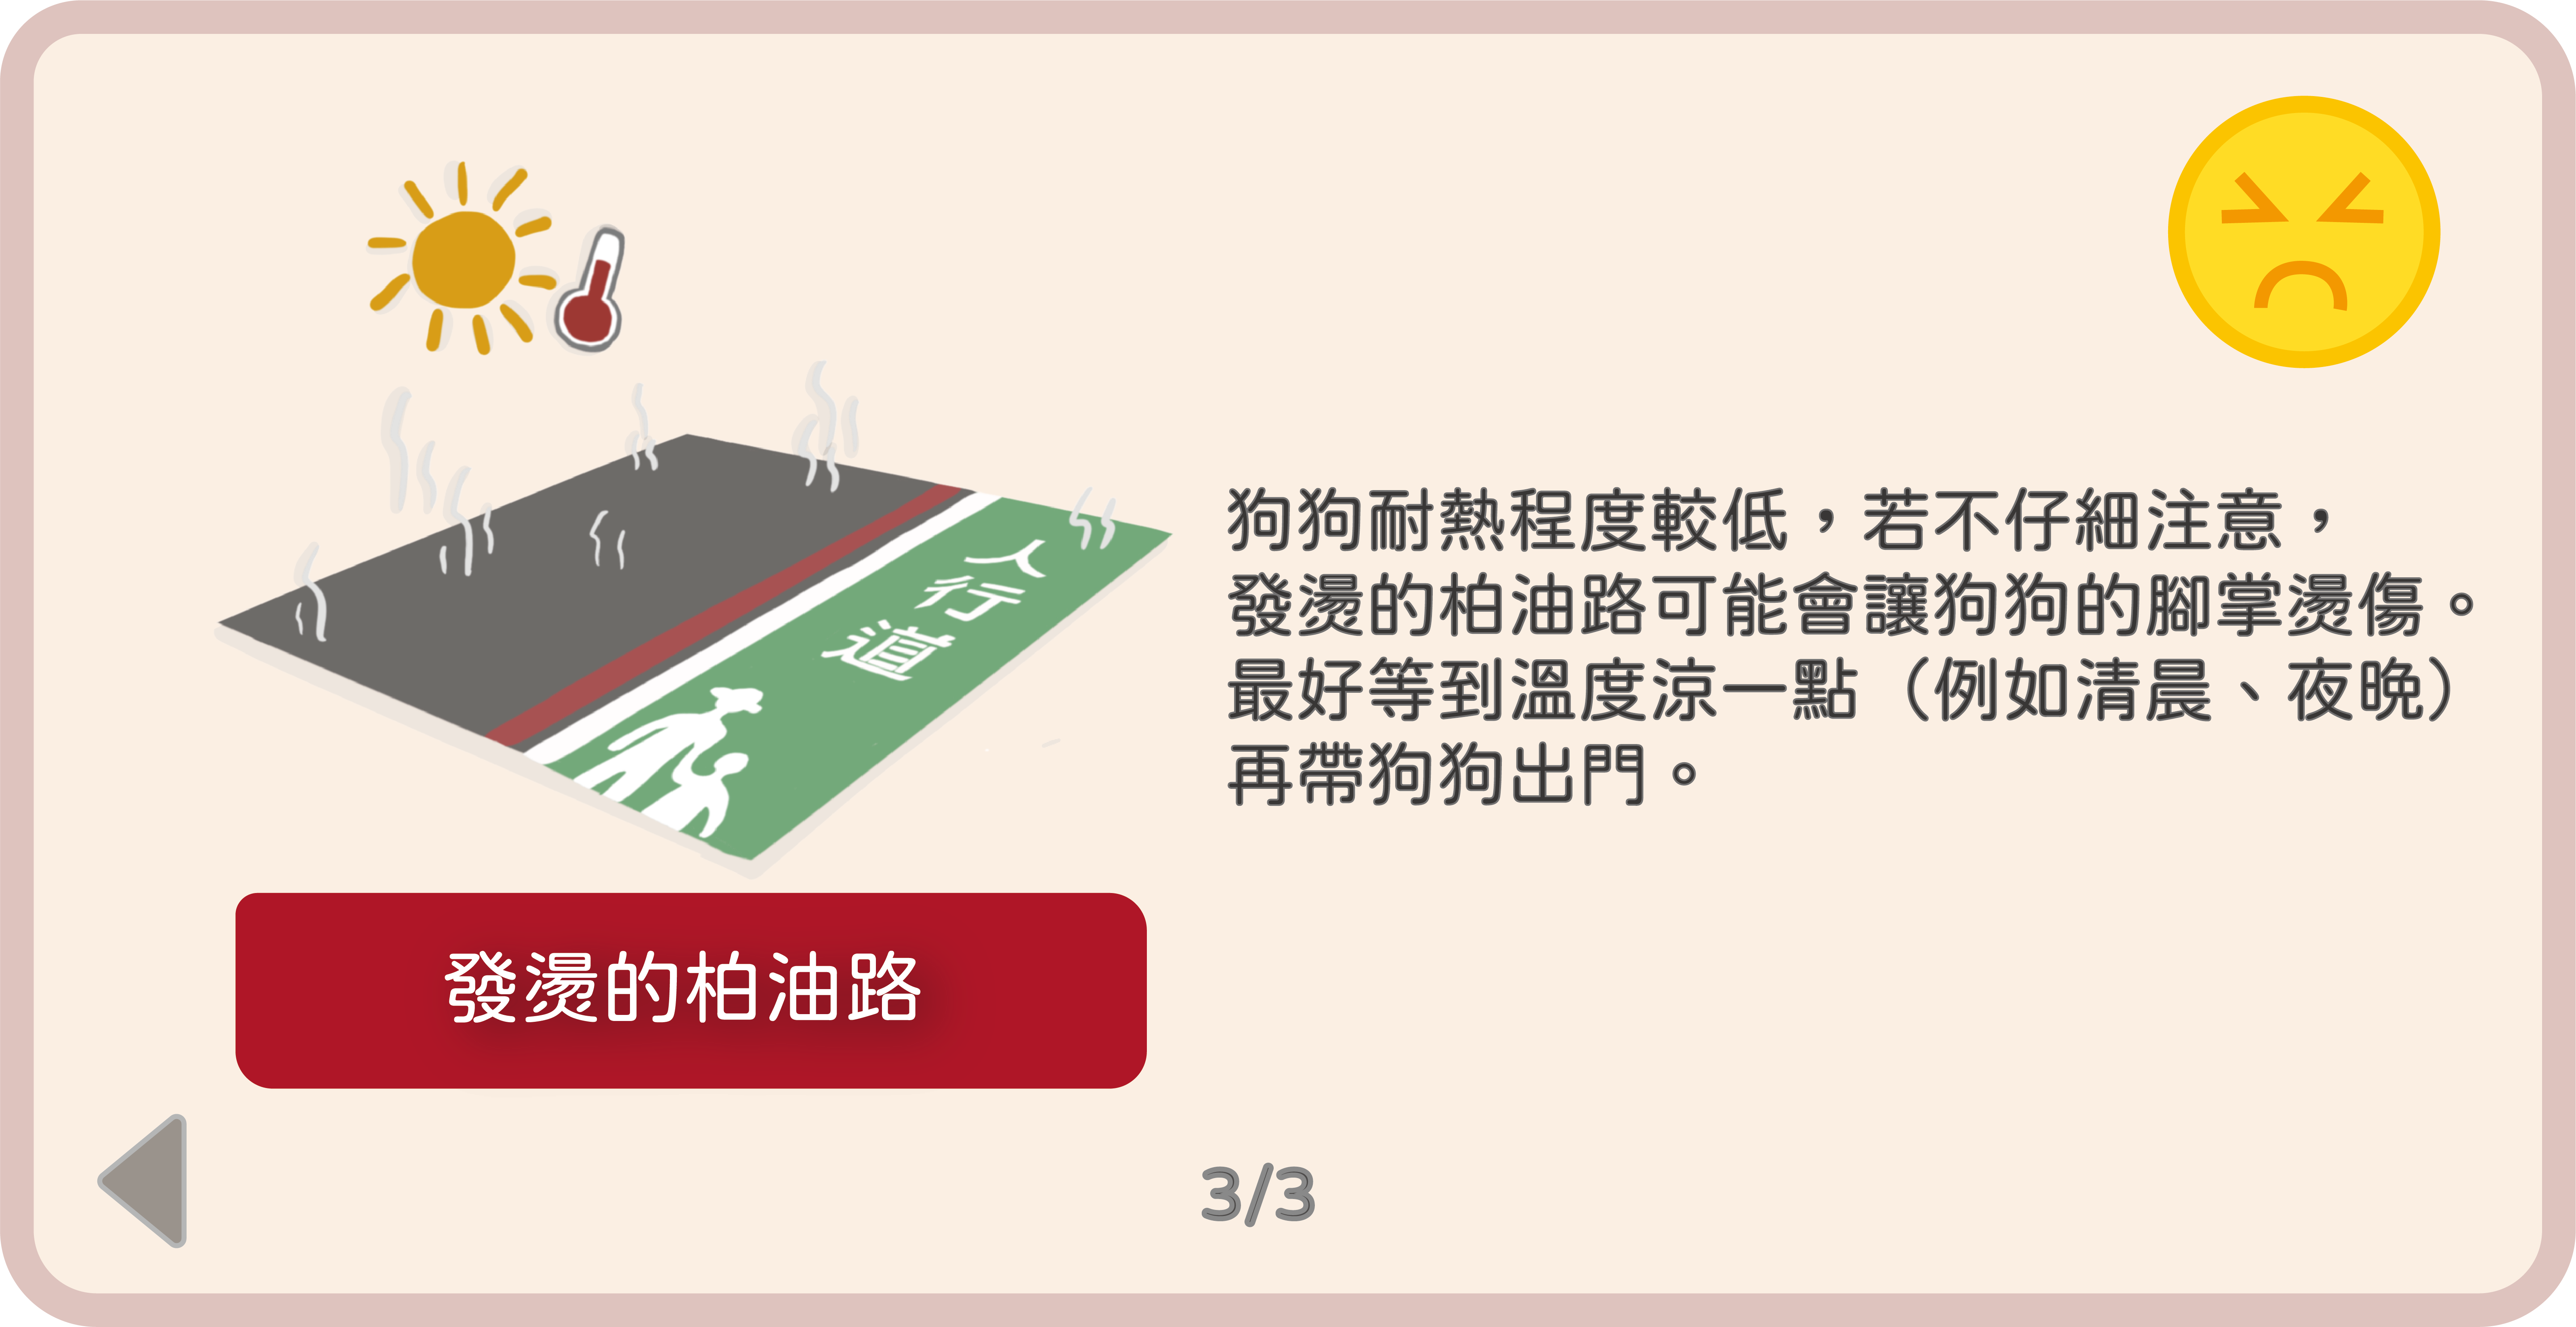 人行道
狗狗耐熱程度較低，若不仔細注意，
發燙的柏油路可能會讓狗狗的腳掌燙傷。
最好等到溫度涼一點（例如清晨、夜晚）
再帶狗狗出門。
發燙的柏油路
3/3